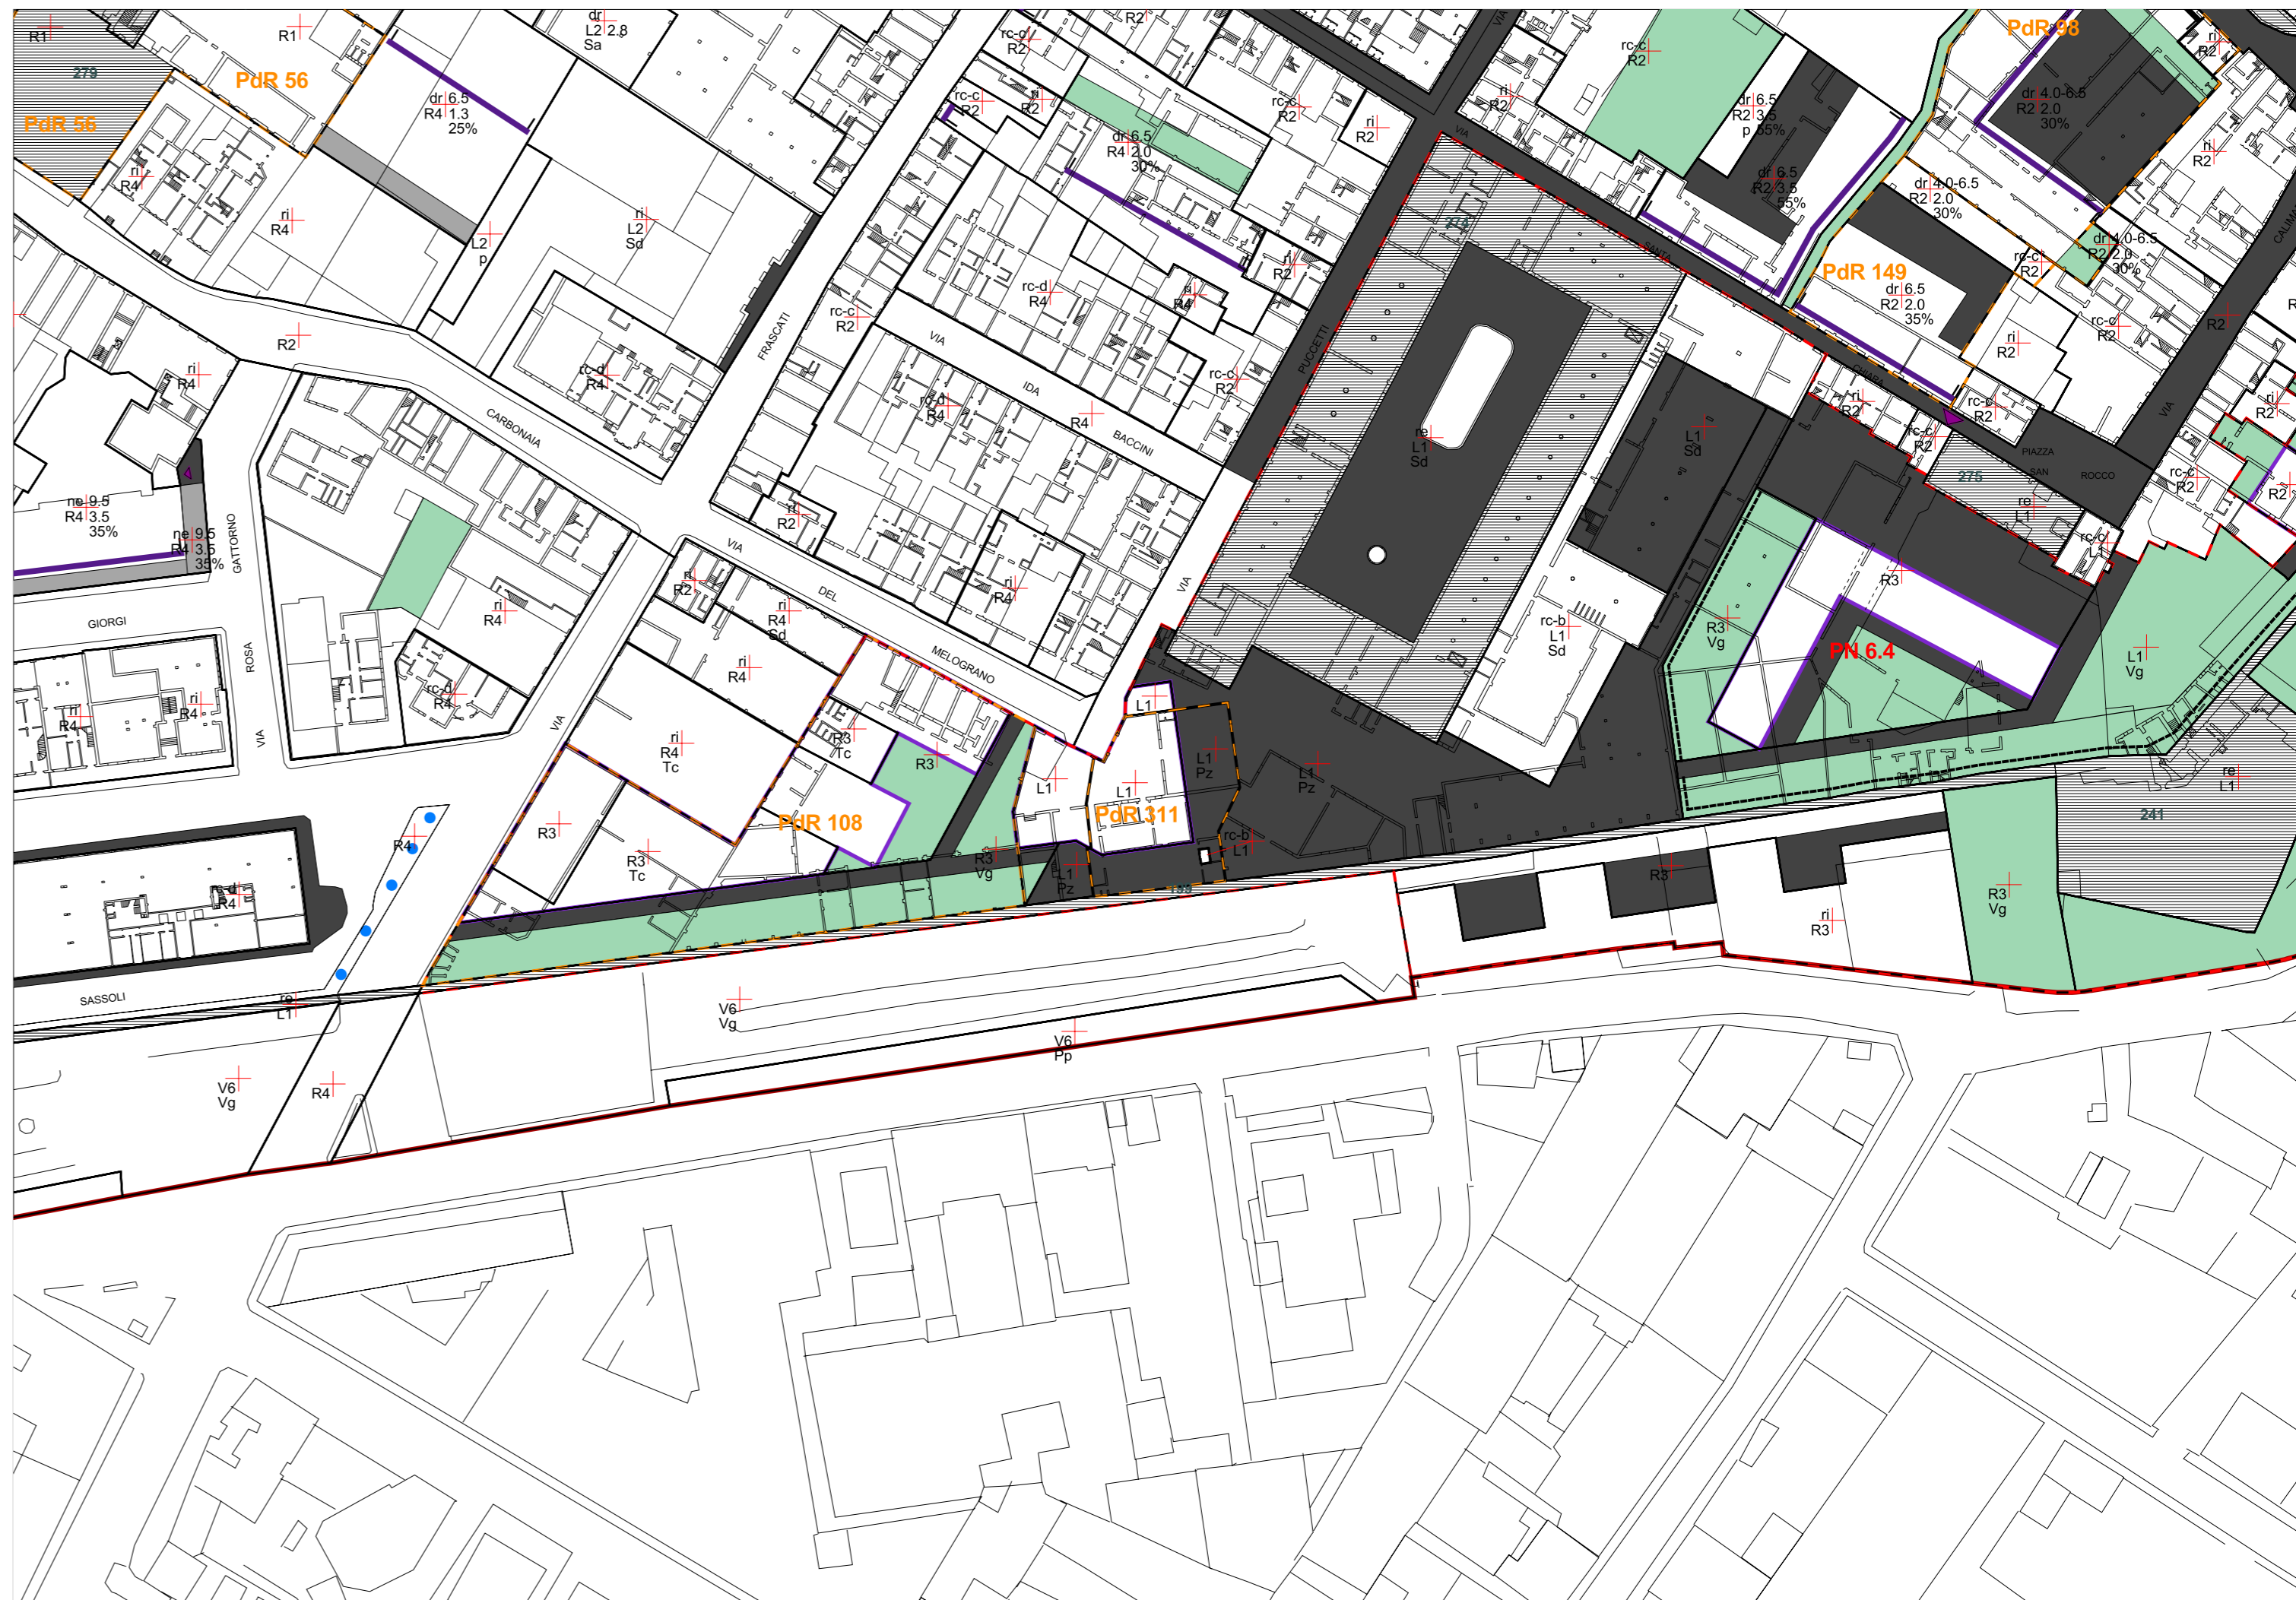 R1
279
PdR 56
R1
PdR 56
dr
L2 2.8
Sa
dr 6.5
R4 1.3
25%
ri
R4
ri
R4
L2
p
ri
L2
Sd
rc-c
R2
rc-c
R2
ri
R2
R2
rc-c
R2
ri
R2
dr 6.5
R4 2.0
30%
VIA
VIA
ri
R2
rc-c
R2
dr 6.5
R2 3.5
p 55%
dr 6.5
R2 3.5
55%
PdR 98
dr 4.0-6.5
R2 2.0
30%
ri
R2
ri
R2
dr 4.0-6.5
R2 2.0
30%
dr 4.0-6.5
R2 2.0
30%
rc-c
R2
SANTA
CHIARA
PdR 149
dr 6.5
R2 2.0
35%
ri
R2
rc-c
R2
R2
VIA
ri
R2
R2
ri
R2
rc-c
R4
ri
R4
rc-c
R2
FRASCATI
VIA
IDA
BACCINI
R4
rc-c
R2
PUCCETTI
VIA
274
re
L1
Sd
L1
Sd
ri
R2
rc-c
R2
rc-c
R2
PIAZZA
SAN
ROCCO
275
re
L1
rc-c
L1
rc-c
R2
R2
ri
R4
R2
CARBONAIA
rc-d
R4
rc-d
R4
ne 9.5
R4 3.5
35%
ne 9.5
R4 3.5
35%
GATTORNO
ROSA
VIA
GIORGI
ri
R4
ri
R4
ri
R4
rc-d
R4
ri
R2
ri
R4
VIA
DEL
MELOGRANO
ri
R2
ri
R4
Sd
ri
R4
VIA
ri
R4
Tc
R3
Tc
R3
L1
L1
L1
L1
Pz
L1
Pz
rc-b
L1
Sd
R3
R3
Vg
PN 6.4
L1
Vg
re
L1
241
PdR 108
PdR 311
R3
R3
Tc
R3
Vg
L1
Pz
rc-b
L1
199
R4
R4
R3
ri
R3
R3
Vg
SASSOLI
re
L1
V6
Vg
V6
Pp
V6
Vg
R4